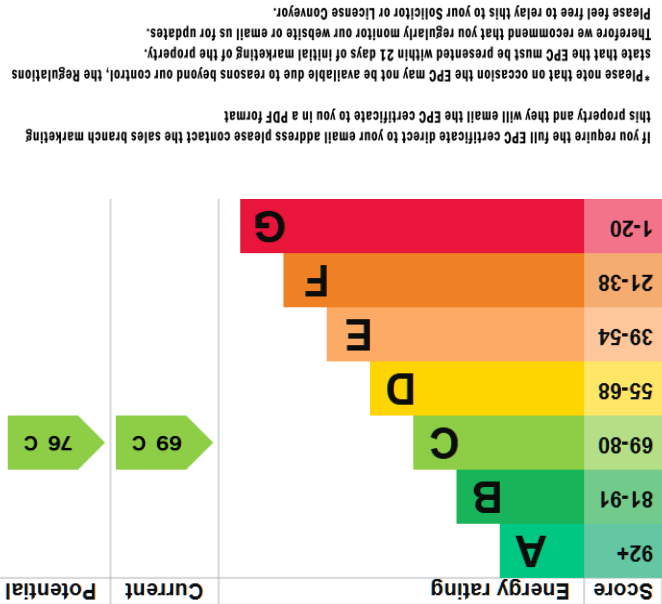 Score Energy rating Current Potential
92+ A
81-91 B
69-80 C 69 C 76 C
55-68 D
39-54 E
21-38 F
1-20 G
If you require the full EPC certificate direct to your email address please contact the sales branch marketing
this property and they will email the EPC certificate to you in a PDF format
*Please note that on occasion the EPC may not be available due to reasons beyond our control, the Regulations
state that the EPC must be presented within 21 days of initial marketing of the property.
Therefore we recommend that you regularly monitor our website or email us for updates.
Please feel free to relay this to your Solicitor or License Conveyor.